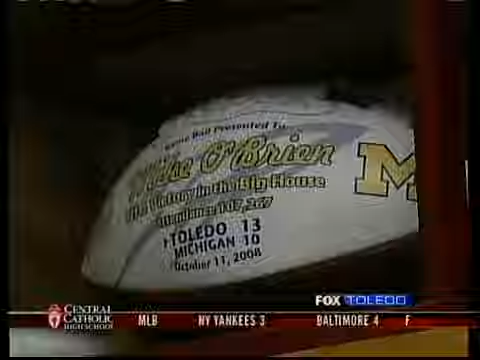 Game Ball Presented To
Mike O'Brien
Victory in the Big House
Attendance 107,267
TOLEDO 13
MICHIGAN 10
October 11, 2008
M
FOX TOLEDO
CENTRAL
CATHOLIC
HIGH SCHOOL
MLB NY YANKEES 3 BALTIMORE 4 F